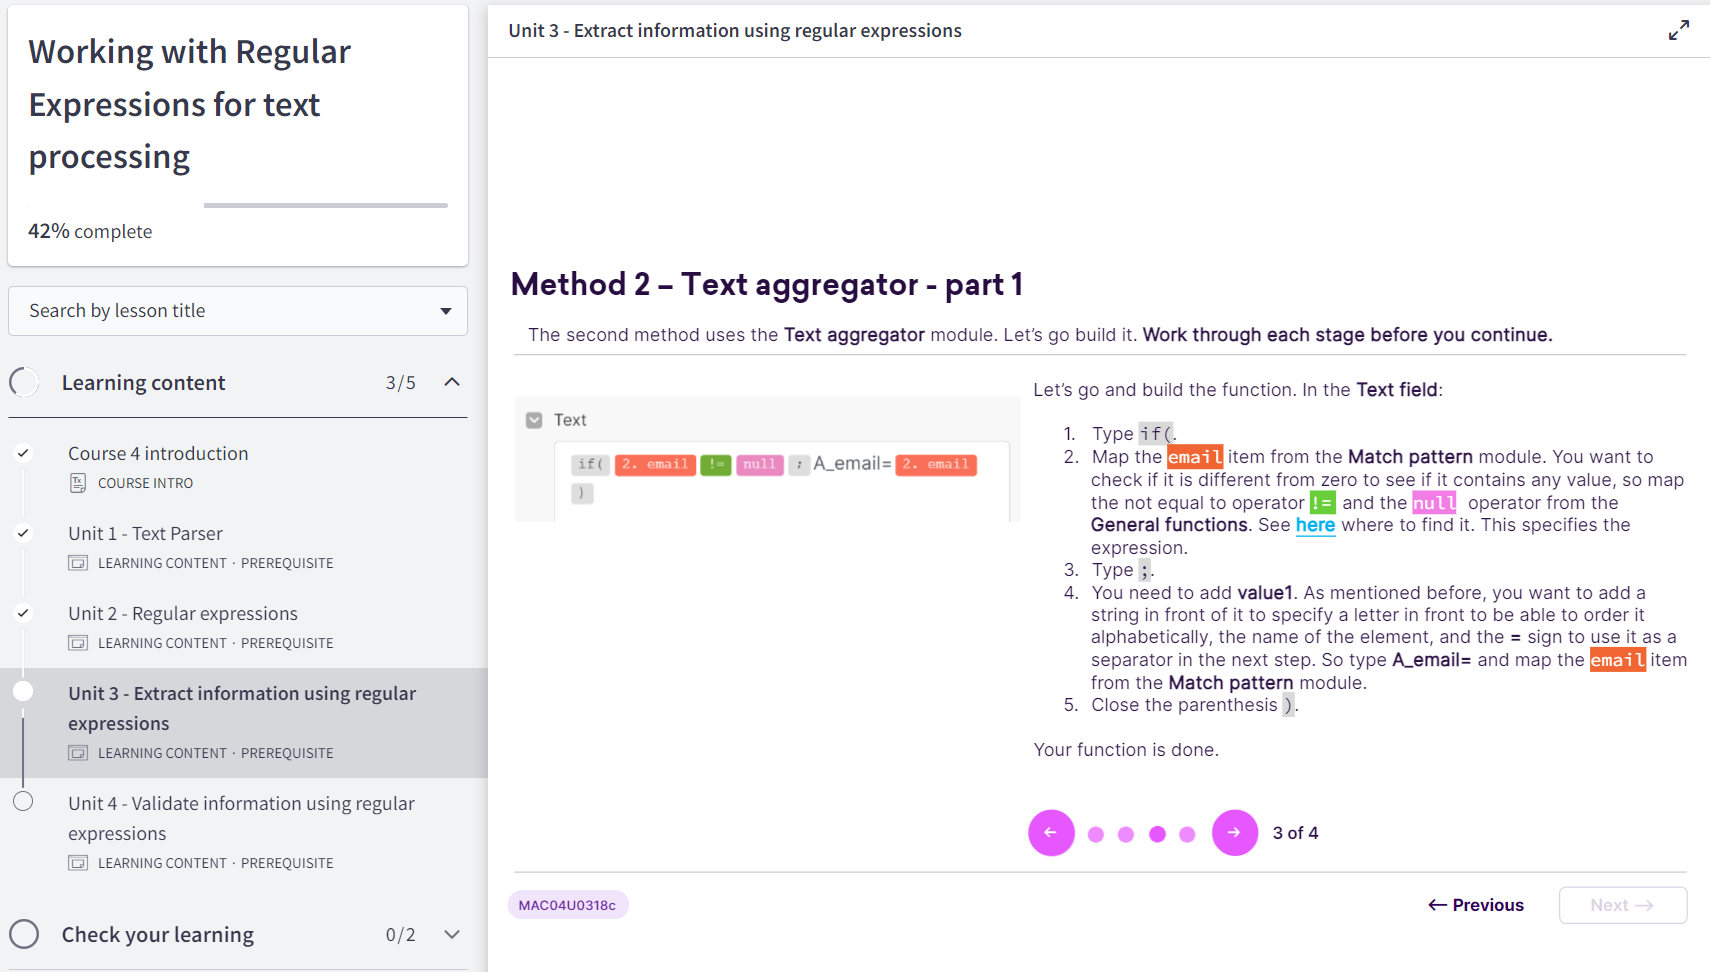 Working with Regular
Expressions for text
processing
42% complete
Search by lesson title
Learning content 3/5
Course 4 introduction
Tx COURSE INTRO
Unit 1 - Text Parser
LEARNING CONTENT · PREREQUISITE
Unit 2 - Regular expressions
LEARNING CONTENT · PREREQUISITE
Unit 3 - Extract information using regular
expressions
LEARNING CONTENT · PREREQUISITE
Unit 4 - Validate information using regular
expressions
LEARNING CONTENT · PREREQUISITE
Check your learning 0/2
Unit 3 - Extract information using regular expressions
Method 2 – Text aggregator - part 1
The second method uses the Text aggregator module. Let's go build it. Work through each stage before you continue.
Text
if( 2. email != null ; A_email= 2. email
)
Let's go and build the function. In the Text field:
1. Type if(.
2. Map the email item from the Match pattern module. You want to
check if it is different from zero to see if it contains any value, so map
the not equal to operator != and the null operator from the
General functions. See here where to find it. This specifies the
expression.
3. Type ;.
4. You need to add value1. As mentioned before, you want to add a
string in front of it to specify a letter in front to be able to order it
alphabetically, the name of the element, and the = sign to use it as a
separator in the next step. So type A_email= and map the email item
from the Match pattern module.
5. Close the parenthesis ).
Your function is done.
← → 3 of 4
MAC04U0318c
← Previous
Next →